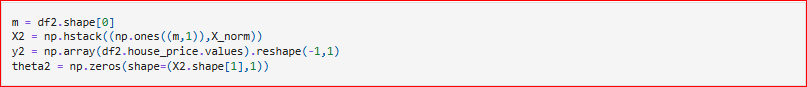 m = df2.shape[0]
X2 = np.hstack((np.ones((m,1)),X_norm))
y2 = np.array(df2.house_price.values).reshape(-1,1)
theta2 = np.zeros(shape=(X2.shape[1],1))